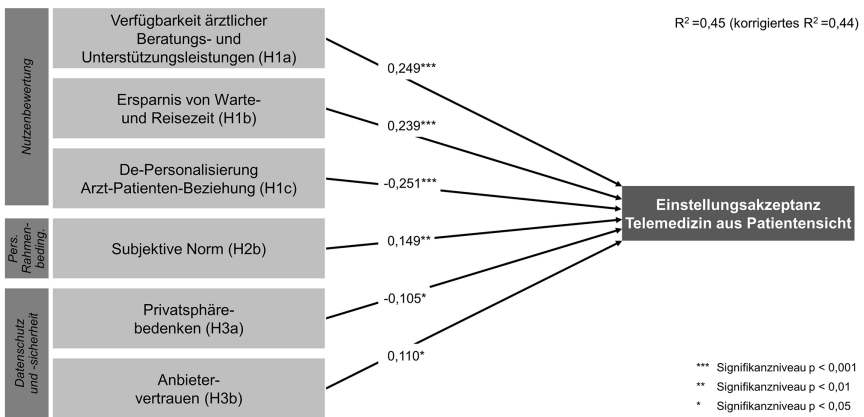 R² =0,45 (korrigiertes R² =0,44)
Nutzenbewertung
Verfügbarkeit ärztlicher
Beratungs- und
Unterstützungsleistungen (H1a)
0,249***
Ersparnis von Warte-
und Reisezeit (H1b)
0,239***
De-Personalisierung
Arzt-Patienten-Beziehung (H1c)
-0,251***
Einstellungsakzeptanz
Telemedizin aus Patientensicht
Pers.
Rahmen-
beding.
Subjektive Norm (H2b)
0,149**
Datenschutz
und -sicherheit
Privatsphäre-
bedenken (H3a)
-0,105*
Anbieter-
vertrauen (H3b)
0,110*
*** Signifikanzniveau p < 0,001
** Signifikanzniveau p < 0,01
* Signifikanzniveau p < 0,05